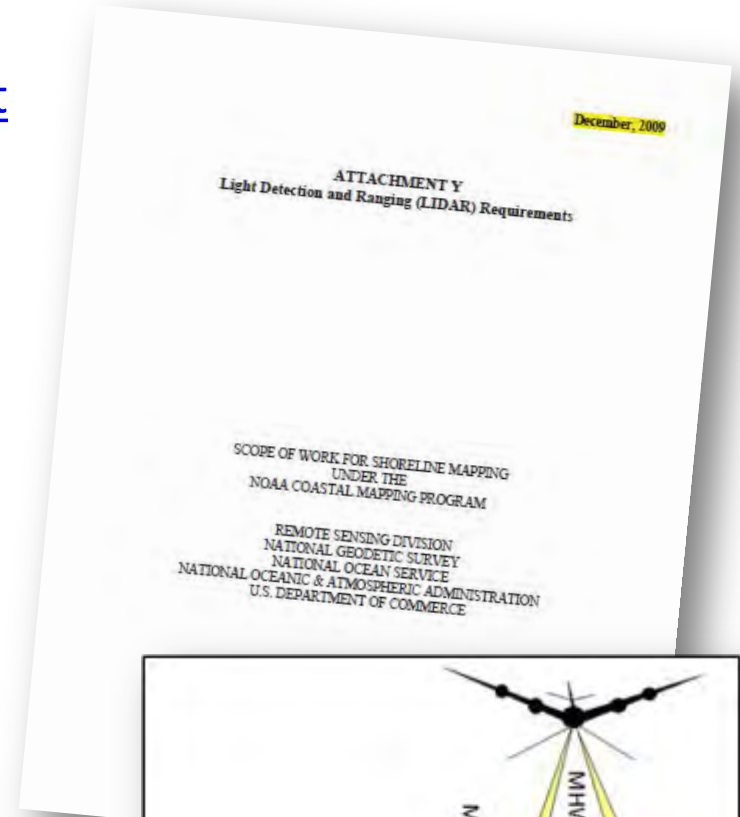 t
December, 2009
ATTACHMENT Y
Light Detection and Ranging (LIDAR) Requirements
SCOPE OF WORK FOR SHORELINE MAPPING
UNDER THE
NOAA COASTAL MAPPING PROGRAM
REMOTE SENSING DIVISION
NATIONAL GEODETIC SURVEY
NATIONAL OCEAN SERVICE
NATIONAL OCEANIC & ATMOSPHERIC ADMINISTRATION
U.S. DEPARTMENT OF COMMERCE
MHW